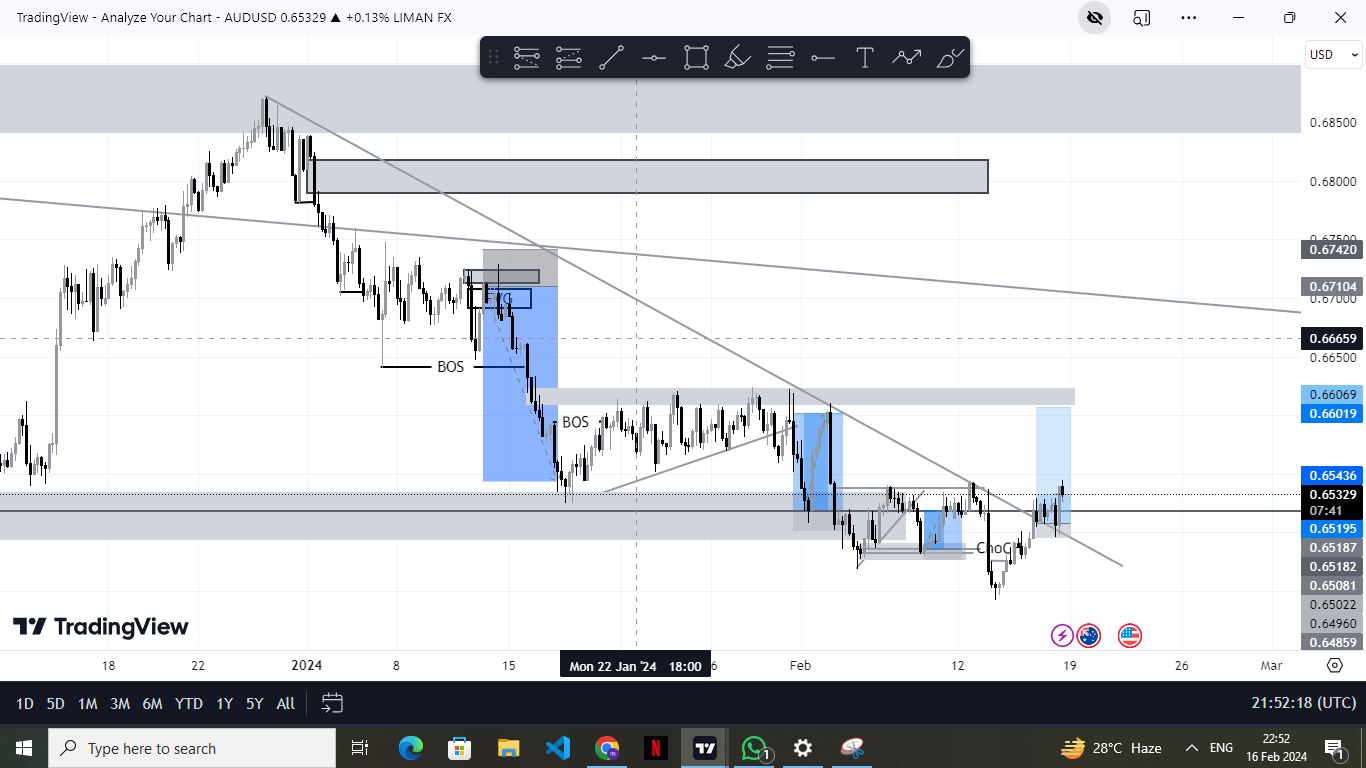 TradingView - Analyze Your Chart - AUDUSD 0.65329 ▲ +0.13% LIMAN FX
USD
0.68500
0.68000
0.67420
0.67104
0.67000
0.66659
0.66500
BOS
0.66069
0.66019
BOS
0.65436
0.65329
07:41
0.65195
0.65187
ChoC
0.65182
0.65081
0.65022
0.64960
0.64859
TradingView
18 22 2024 8 15 Mon 22 Jan '24 18:00 6 Feb 12 19 26 Mar
1D 5D 1M 3M 6M YTD 1Y 5Y All 21:52:18 (UTC)
Type here to search
N
1
28°C Haze
ENG
22:52
16 Feb 2024
1